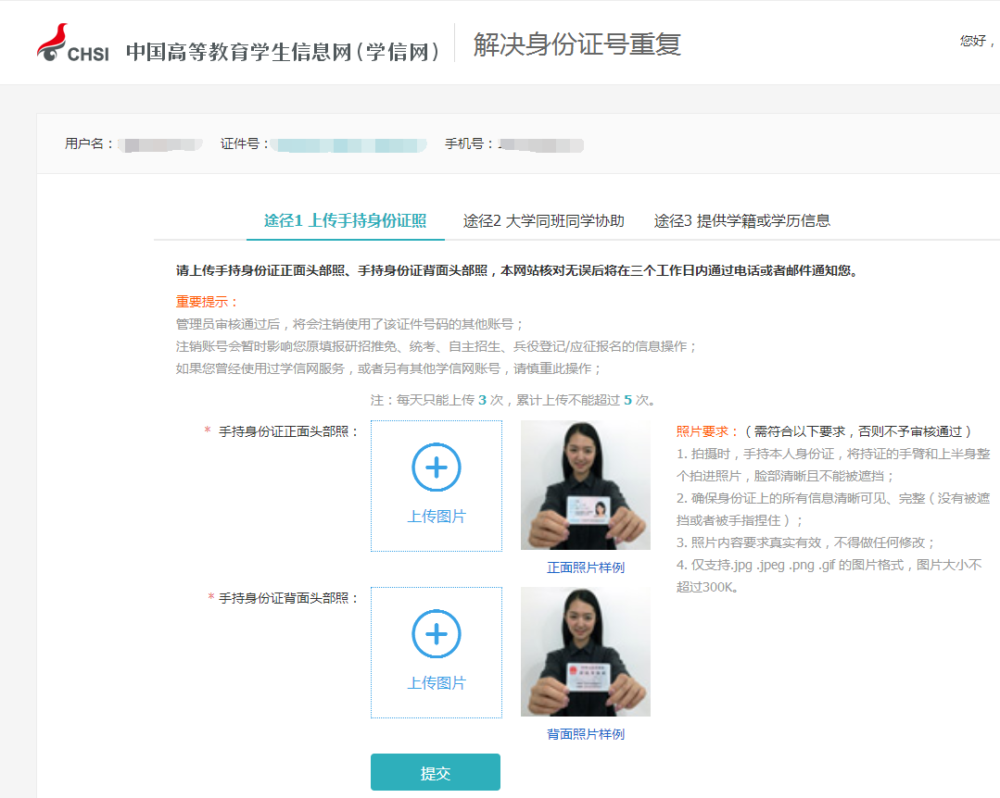 CHSI 中国高等教育学生信息网(学信网) 解决身份证号重复 您好，
用户名： 证件号： 手机号：
途径1 上传手持身份证照 途径2 大学同班同学协助 途径3 提供学籍或学历信息
请上传手持身份证正面头部照、手持身份证背面头部照，本网站核对无误后将在三个工作日内通过电话或者邮件通知您。
重要提示：
管理员审核通过后，将会注销使用了该证件号码的其他账号；
注销账号会暂时影响您原填报研招推免、统考、自主招生、兵役登记/应征报名的信息操作；
如果您曾经使用过学信网服务，或者另有其他学信网账号，请慎重此操作；
注：每天只能上传 3 次，累计上传不能超过 5 次。
* 手持身份证正面头部照：
上传图片
正面照片样例
照片要求：（需符合以下要求，否则不予审核通过）
1. 拍摄时，手持本人身份证，将持证的手臂和上半身整
个拍进照片，脸部清晰且不能被遮挡；
2. 确保身份证上的所有信息清晰可见、完整（没有被遮
挡或者被手指捏住）；
3. 照片内容要求真实有效，不得做任何修改；
4. 仅支持.jpg .jpeg .png .gif 的图片格式，图片大小不
超过300K。
* 手持身份证背面头部照：
上传图片
背面照片样例
提交